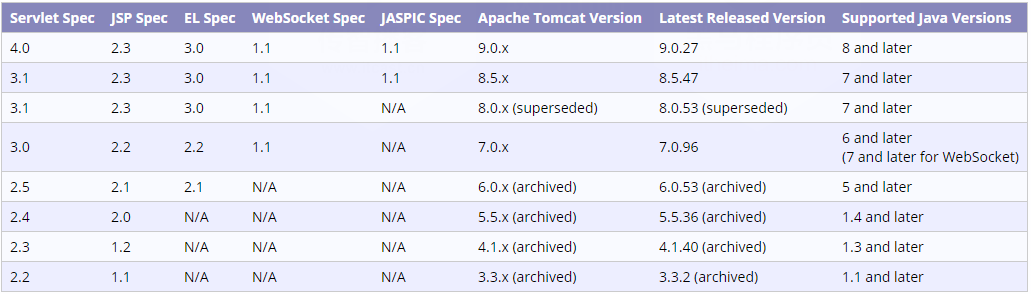 Servlet Spec JSP Spec EL Spec WebSocket Spec JASPIC Spec Apache Tomcat Version Latest Released Version Supported Java Versions
4.0 2.3 3.0 1.1 1.1 9.0.x 9.0.27 8 and later
3.1 2.3 3.0 1.1 1.1 8.5.x 8.5.47 7 and later
3.1 2.3 3.0 1.1 N/A 8.0.x (superseded) 8.0.53 (superseded) 7 and later
3.0 2.2 2.2 1.1 N/A 7.0.x 7.0.96 6 and later
(7 and later for WebSocket)
2.5 2.1 2.1 N/A N/A 6.0.x (archived) 6.0.53 (archived) 5 and later
2.4 2.0 N/A N/A N/A 5.5.x (archived) 5.5.36 (archived) 1.4 and later
2.3 1.2 N/A N/A N/A 4.1.x (archived) 4.1.40 (archived) 1.3 and later
2.2 1.1 N/A N/A N/A 3.3.x (archived) 3.3.2 (archived) 1.1 and later